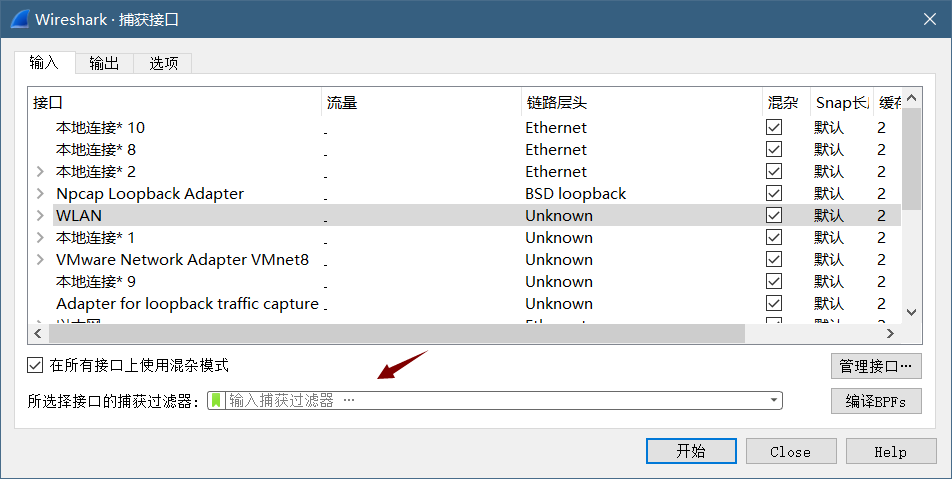 Wireshark · 捕获接口
输入 输出 选项
接口 流量 链路层头 混杂 Snap长
本地连接* 10 - Ethernet 默认 2
本地连接* 8 - Ethernet 默认 2
本地连接* 2 - Ethernet 默认 2
Npcap Loopback Adapter - BSD loopback 默认 2
WLAN - Unknown 默认 2
本地连接* 1 - Unknown 默认 2
VMware Network Adapter VMnet8 - Unknown 默认 2
本地连接* 9 - Unknown 默认 2
Adapter for loopback traffic capture - Unknown 默认 2
在所有接口上使用混杂模式 管理接口…
所选择接口的捕获过滤器: 输入捕获过滤器 … 编译BPFs
开始 Close Help